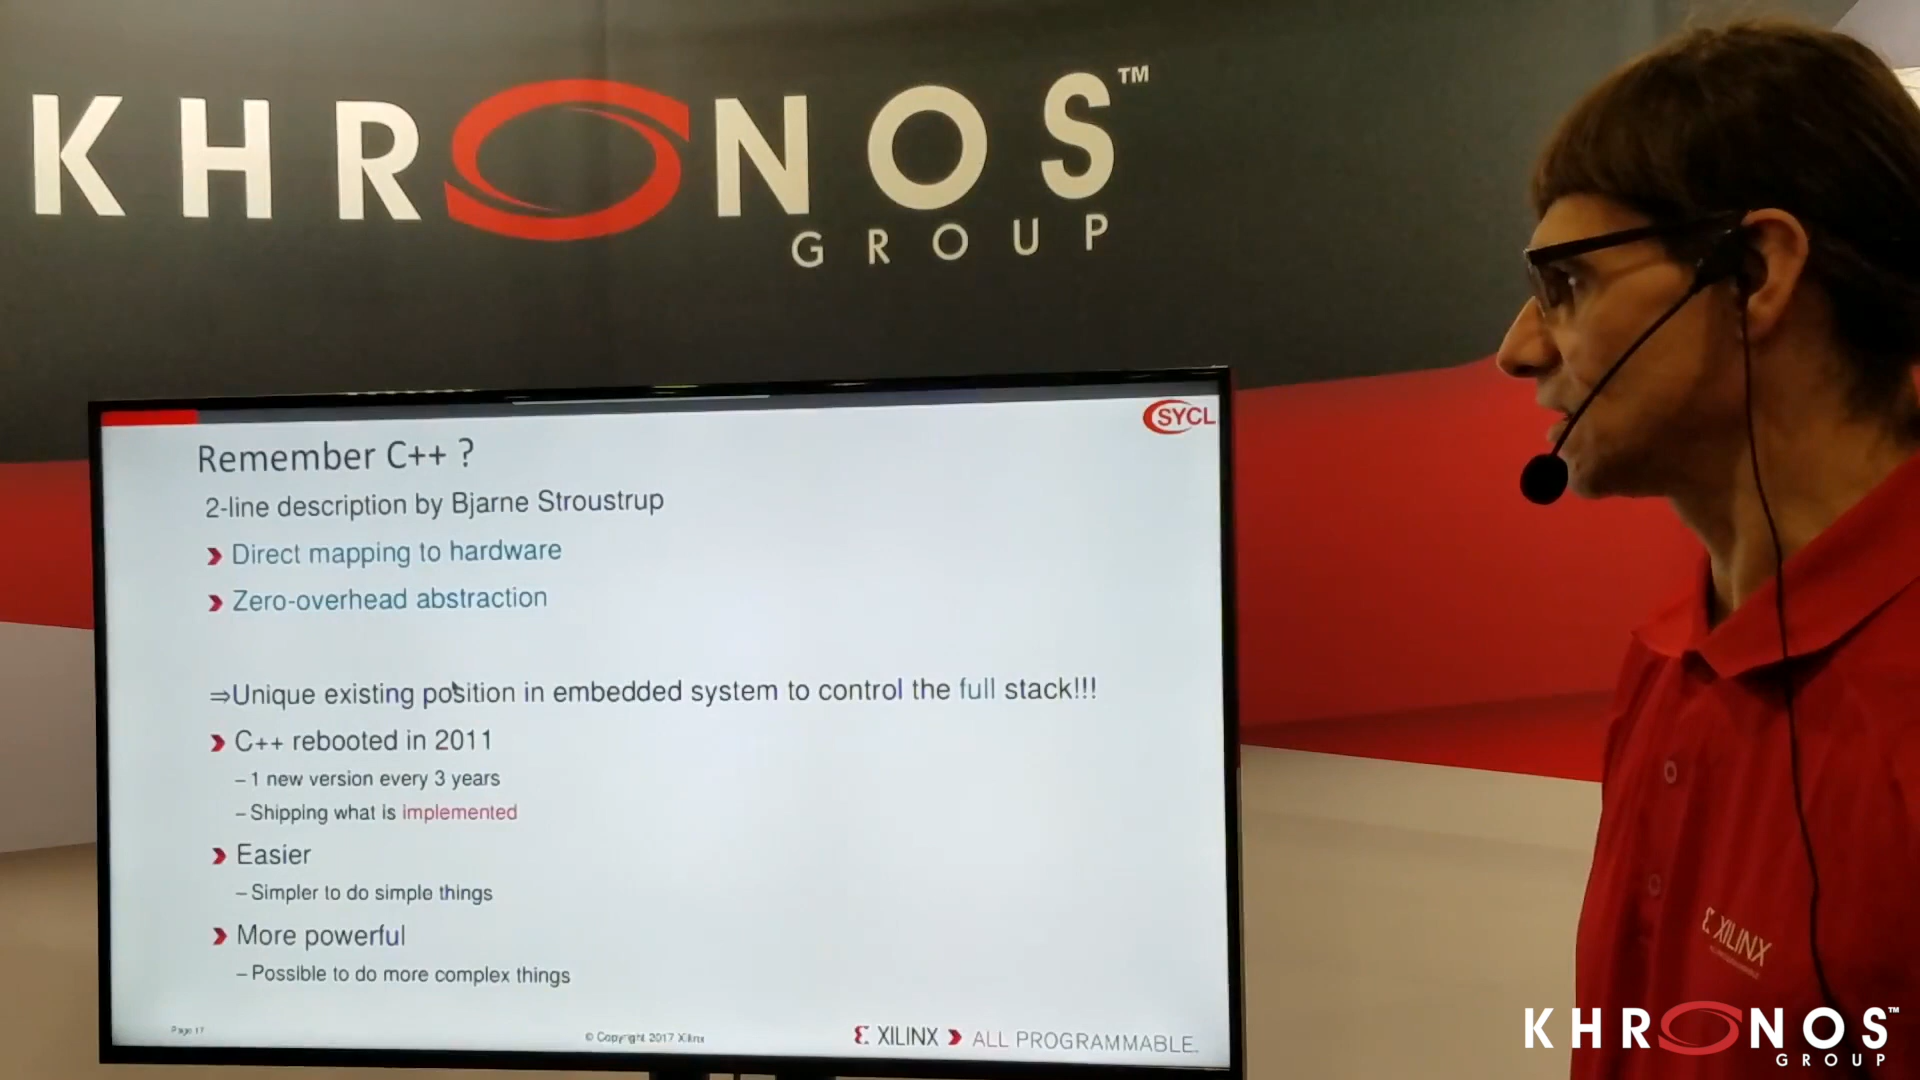 KHRONOS™
GROUP
SYCL
Remember C++ ?
2-line description by Bjarne Stroustrup
Direct mapping to hardware
Zero-overhead abstraction
⇒Unique existing position in embedded system to control the full stack!!!
C++ rebooted in 2011
– 1 new version every 3 years
– Shipping what is implemented
Easier
– Simpler to do simple things
More powerful
– Possible to do more complex things
Page 17
© Copyright 2017 Xilinx
XILINX
ALL PROGRAMMABLE.
XILINX
KHRONOS™
GROUP